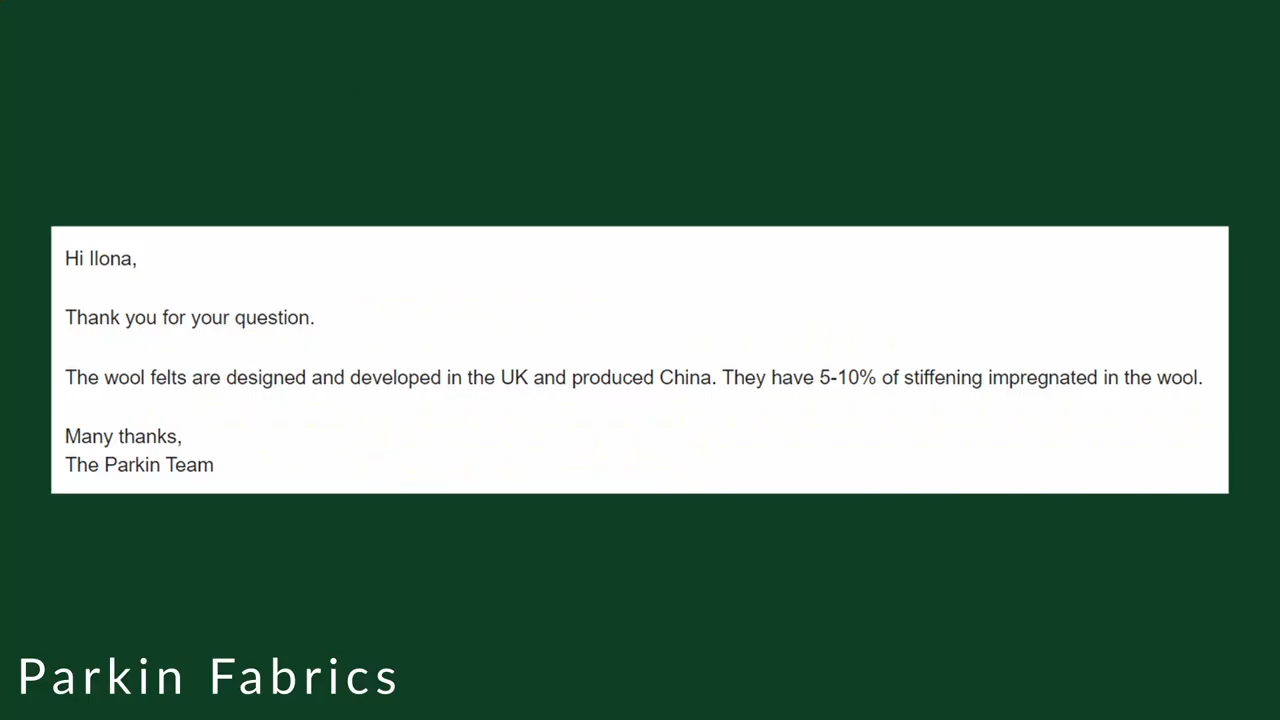 Hi Ilona,
Thank you for your question.
The wool felts are designed and developed in the UK and produced China. They have 5-10% of stiffening impregnated in the wool.
Many thanks,
The Parkin Team
Parkin Fabrics